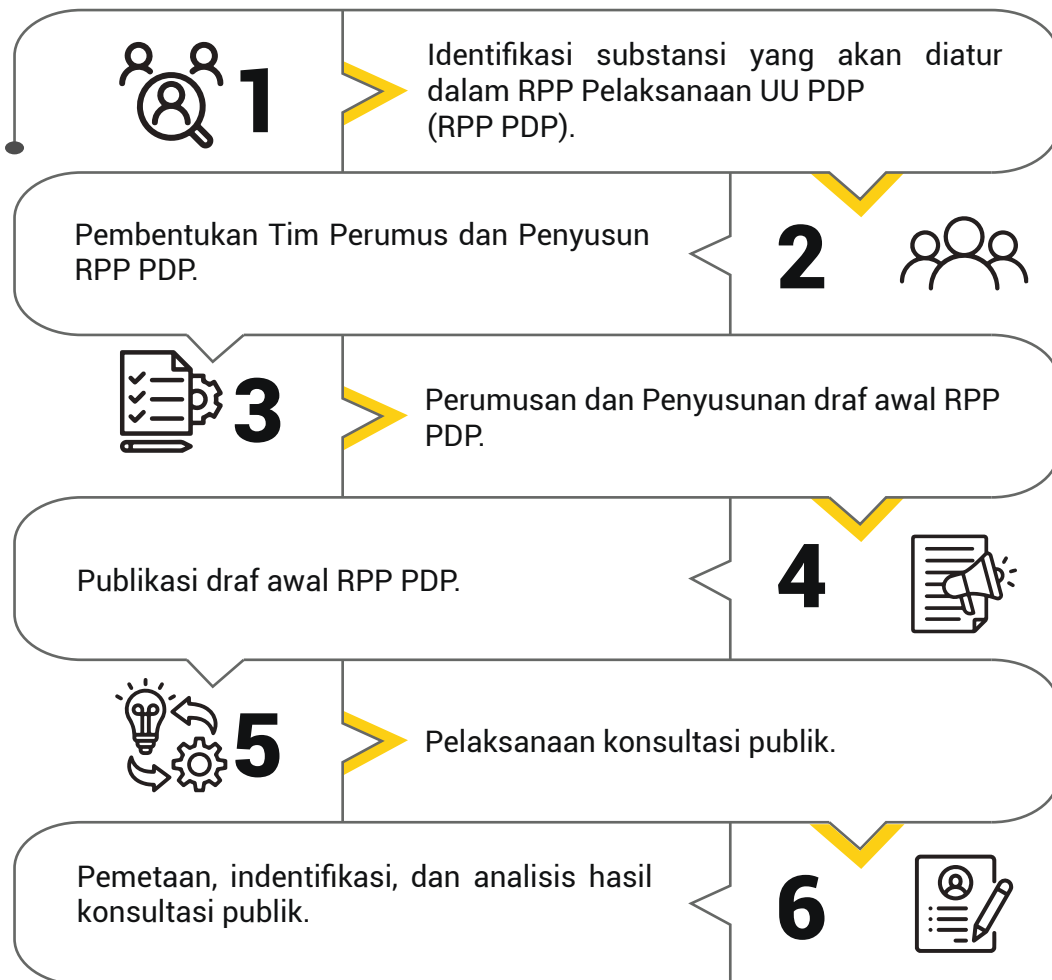 1
Identifikasi substansi yang akan diatur
dalam RPP Pelaksanaan UU PDP
(RPP PDP).
Pembentukan Tim Perumus dan Penyusun
RPP PDP.
2
3
Perumusan dan Penyusunan draf awal RPP
PDP.
Publikasi draf awal RPP PDP.
4
5
Pelaksanaan konsultasi publik.
Pemetaan, indentifikasi, dan analisis hasil
konsultasi publik.
6